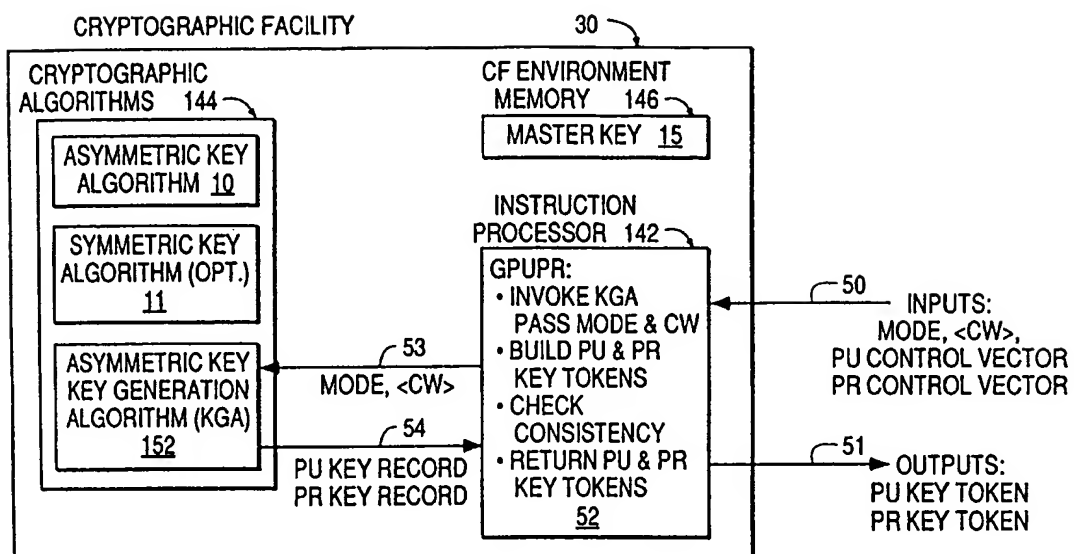 CRYPTOGRAPHIC FACILITY 30
CRYPTOGRAPHIC
ALGORITHMS 144
ASYMMETRIC KEY
ALGORITHM 10
SYMMETRIC KEY
ALGORITHM (OPT.)
11
ASYMMETRIC KEY
KEY GENERATION
ALGORITHM (KGA)
152
CF ENVIRONMENT
MEMORY 146
MASTER KEY 15
INSTRUCTION
PROCESSOR 142
GPUPR:
• INVOKE KGA
PASS MODE & CW
• BUILD PU & PR
KEY TOKENS
• CHECK
CONSISTENCY
• RETURN PU & PR
KEY TOKENS
52
53
MODE, <CW>
54
PU KEY RECORD
PR KEY RECORD
50
INPUTS:
MODE, <CW>,
PU CONTROL VECTOR
PR CONTROL VECTOR
51
OUTPUTS:
PU KEY TOKEN
PR KEY TOKEN